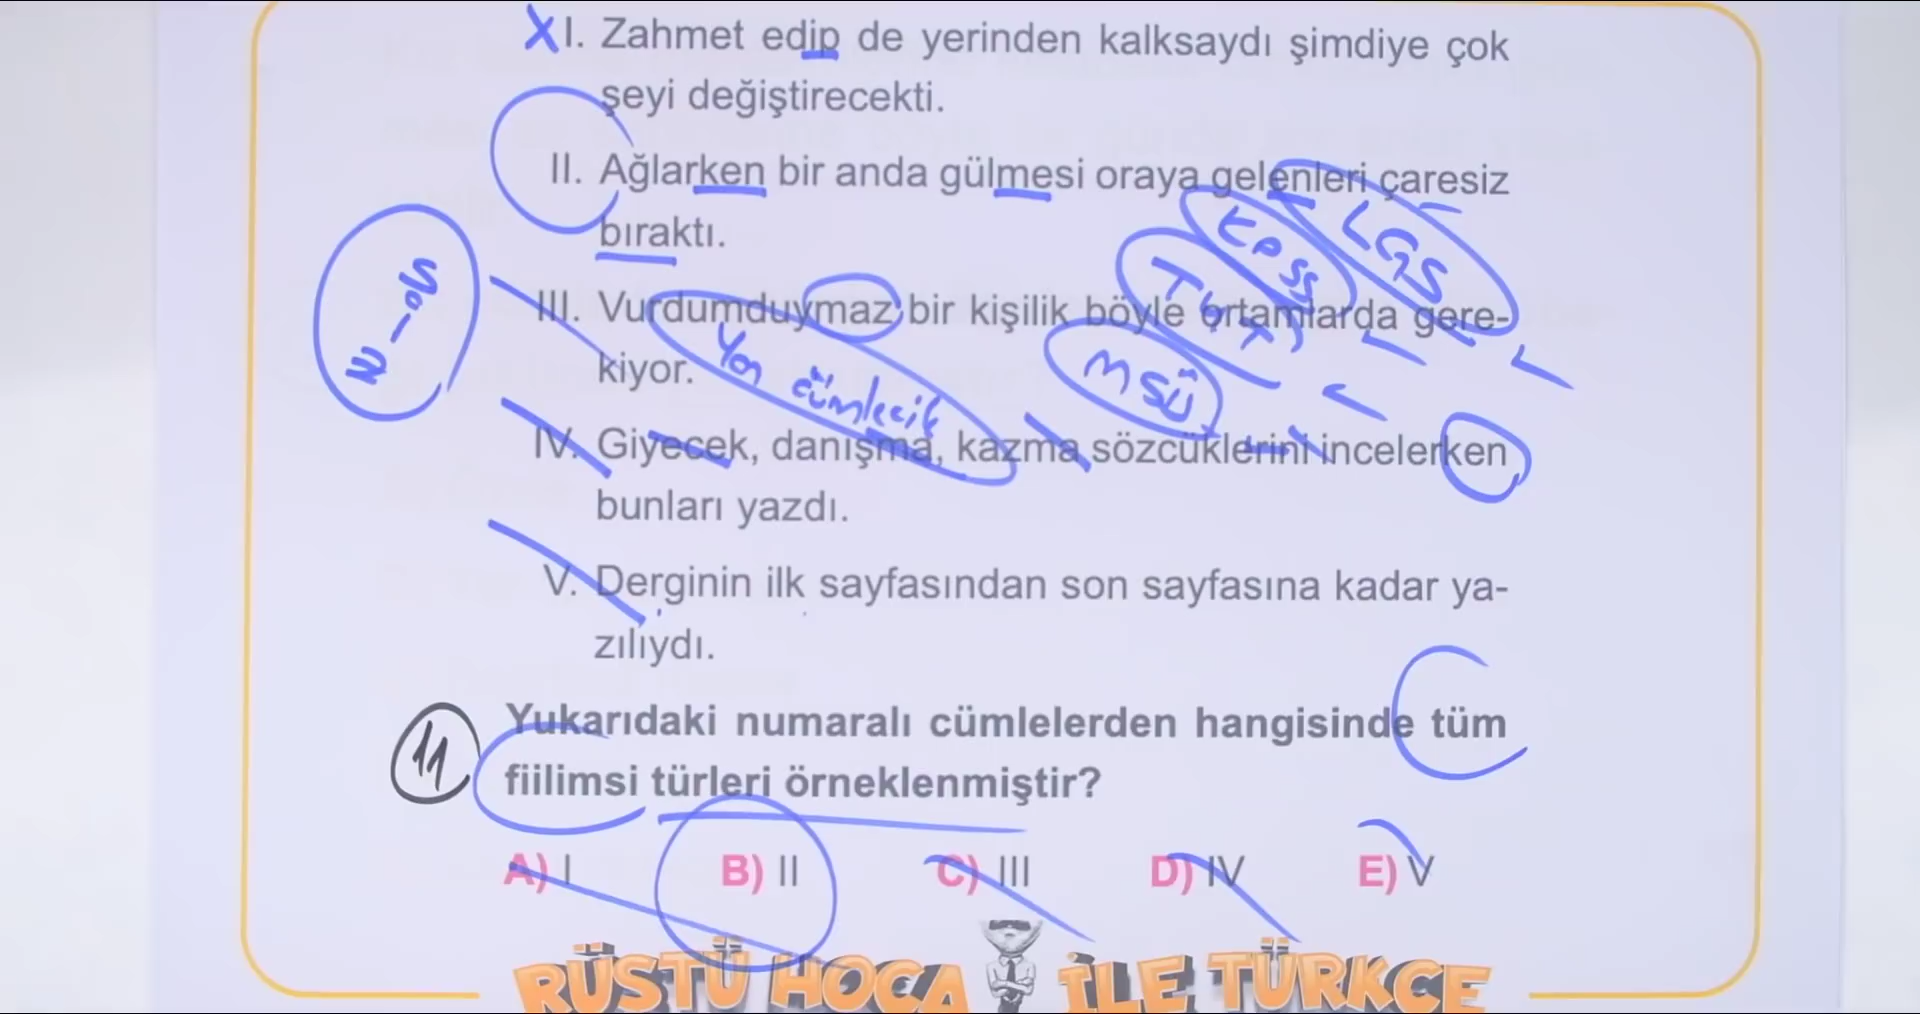 I. Zahmet edip de yerinden kalksaydı şimdiye çok
şeyi değiştirecekti.
II. Ağlarken bir anda gülmesi oraya gelenleri çaresiz
bıraktı.
LGS
KPSS
TYT
MSÜ
III. Vurdumduymaz bir kişilik böyle ortamlarda gere-
kiyor.
Yan cümlecik
IV. Giyecek, danışma, kazma sözcüklerini incelerken
bunları yazdı.
V. Derginin ilk sayfasından son sayfasına kadar ya-
zılıydı.
11
Yukarıdaki numaralı cümlelerden hangisinde tüm
fiilimsi türleri örneklenmiştir?
A) I B) II C) III D) IV E) V
RÜSTÜ HOCA İLE TÜRKÇE